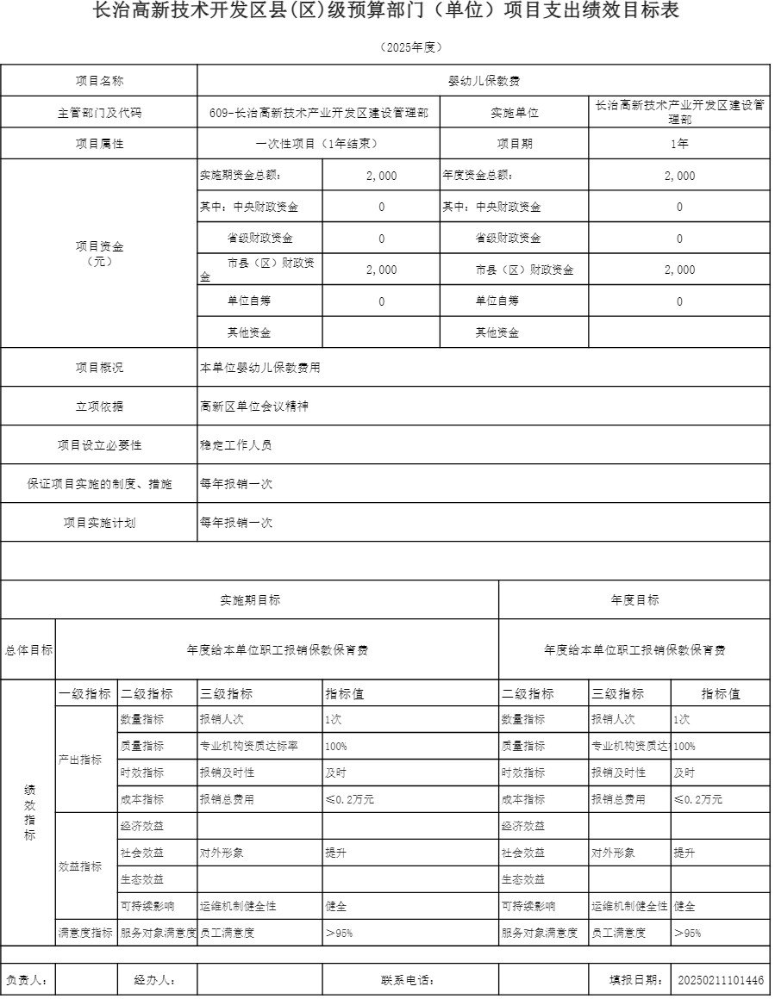 长治高新技术开发区县(区)级预算部门（单位）项目支出绩效目标表
（2025年度）
项目名称 婴幼儿保教费
主管部门及代码 609-长治高新技术产业开发区建设管理部 实施单位 长治高新技术产业开发区建设管
理部
项目属性 一次性项目（1年结束） 项目期 1年
项目资金
（元）
实施期资金总额： 2,000 年度资金总额： 2,000
其中：中央财政资金 0 其中：中央财政资金 0
省级财政资金 0 省级财政资金 0
市县（区）财政资
金 2,000 市县（区）财政资金 2,000
单位自筹 0 单位自筹 0
其他资金 其他资金
项目概况 本单位婴幼儿保教费用
立项依据 高新区单位会议精神
项目设立必要性 稳定工作人员
保证项目实施的制度、措施 每年报销一次
项目实施计划 每年报销一次
实施期目标 年度目标
总体目标 年度给本单位职工报销保教保育费 年度给本单位职工报销保教保育费
绩
效
指
标
一级指标 二级指标 三级指标 指标值 二级指标 三级指标 指标值
产出指标
数量指标 报销人次 1次 数量指标 报销人次 1次
质量指标 专业机构资质达标率 100% 质量指标 专业机构资质达 100%
时效指标 报销及时性 及时 时效指标 报销及时性 及时
成本指标 报销总费用 ≤0.2万元 成本指标 报销总费用 ≤0.2万元
效益指标
经济效益 经济效益
社会效益 对外形象 提升 社会效益 对外形象 提升
生态效益 生态效益
可持续影响 运维机制健全性 健全 可持续影响 运维机制健全性 健全
满意度指标 服务对象满意度 员工满意度 ＞95% 服务对象满意度 员工满意度 ＞95%
负责人： 经办人： 联系电话： 填报日期： 20250211101446